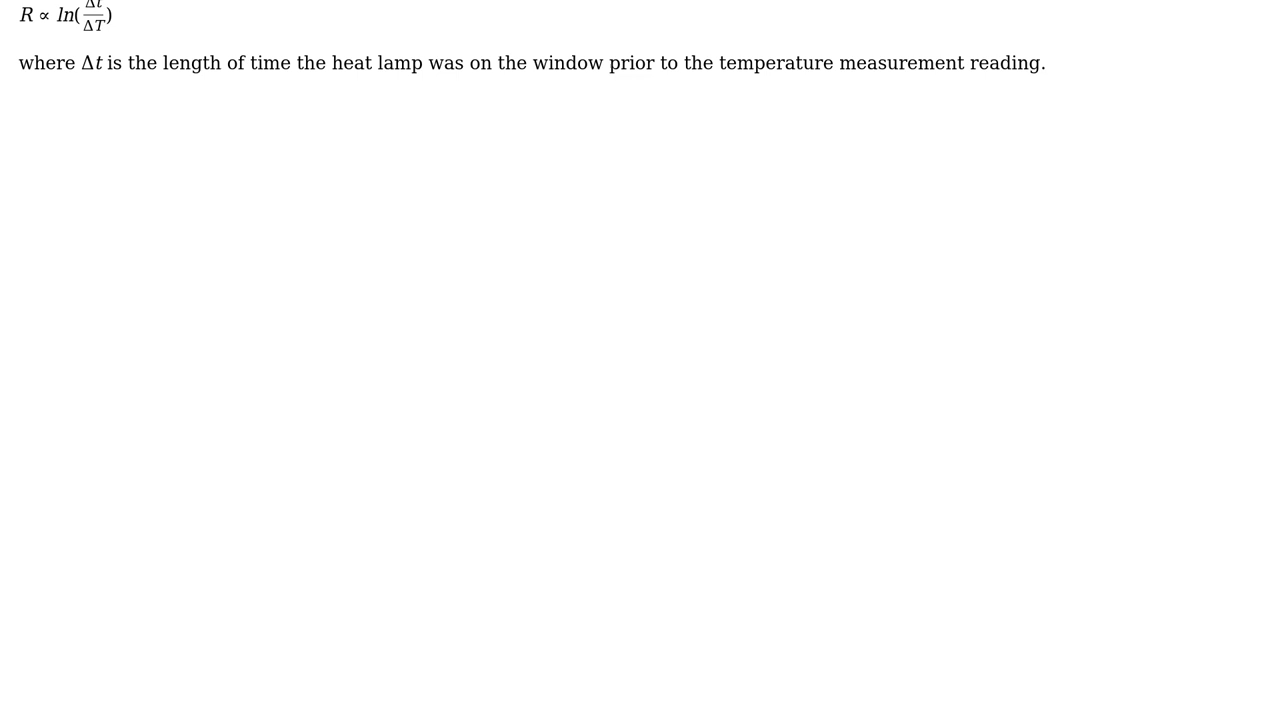 R ∝ ln(Δt/ΔT)
where Δt is the length of time the heat lamp was on the window prior to the temperature measurement reading.